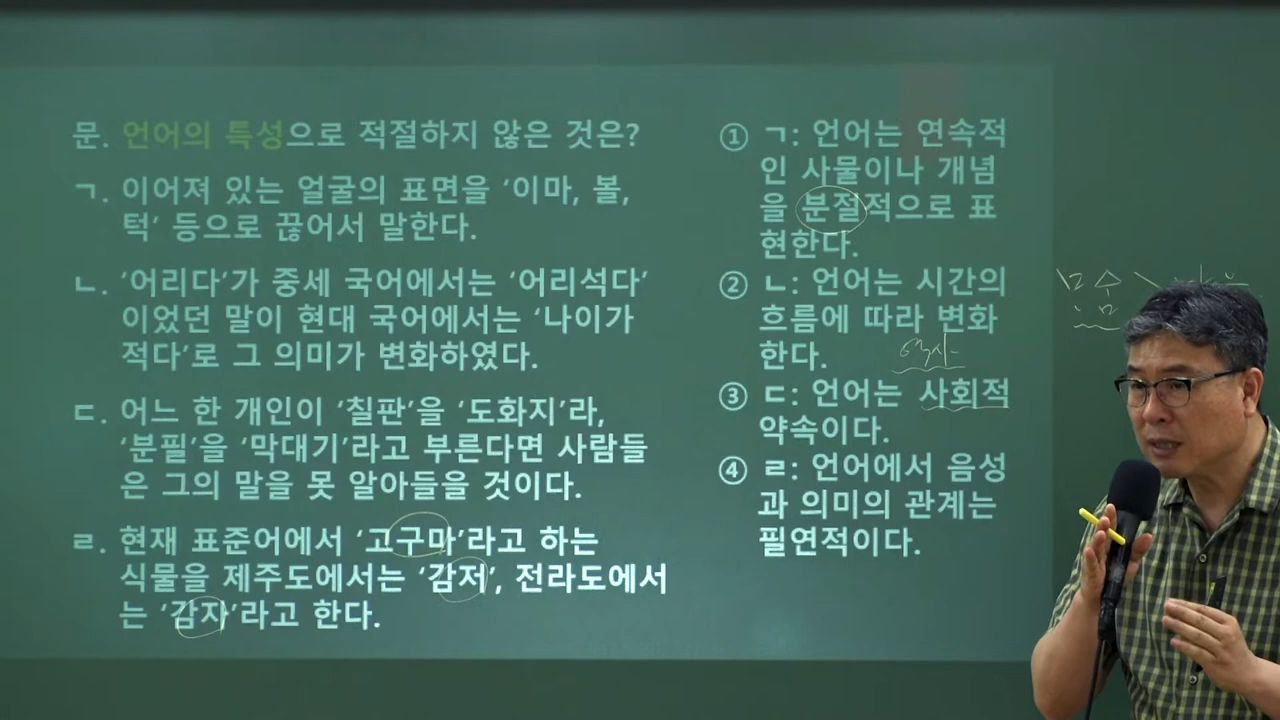 문. 언어의 특성으로 적절하지 않은 것은?
ㄱ. 이어져 있는 얼굴의 표면을 ‘이마, 볼,
턱’ 등으로 끊어서 말한다.
ㄴ. ‘어리다’가 중세 국어에서는 ‘어리석다’
이었던 말이 현대 국어에서는 ‘나이가
적다’로 그 의미가 변화하였다.
ㄷ. 어느 한 개인이 ‘칠판’을 ‘도화지’라,
‘분필’을 ‘막대기’라고 부른다면 사람들
은 그의 말을 못 알아들을 것이다.
ㄹ. 현재 표준어에서 ‘고구마’라고 하는
식물을 제주도에서는 ‘감저’, 전라도에서
는 ‘감자’라고 한다.
① ㄱ: 언어는 연속적
인 사물이나 개념
을 분절적으로 표
현한다.
② ㄴ: 언어는 시간의
흐름에 따라 변화
한다. 역사
③ ㄷ: 언어는 사회적
약속이다.
④ ㄹ: 언어에서 음성
과 의미의 관계는
필연적이다.